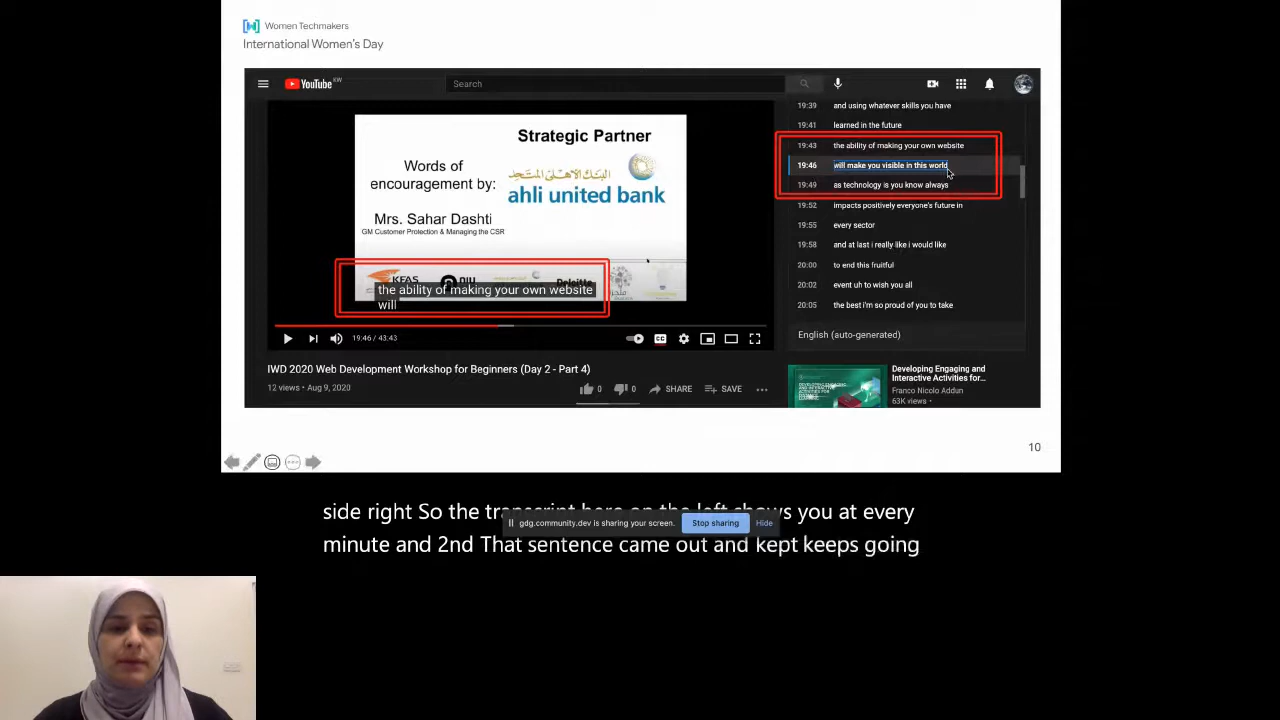 Women Techmakers
International Women's Day
YouTube KW
Search
Strategic Partner
Words of
encouragement by:
البنك الأهلي المتحد
ahli united bank
Mrs. Sahar Dashti
GM Customer Protection & Managing the CSR
KFAS
the ability of making your own website
will
19:46 / 43:43
CC
IWD 2020 Web Development Workshop for Beginners (Day 2 - Part 4)
12 views • Aug 9, 2020
0
0
SHARE
SAVE
19:39 and using whatever skills you have
19:41 learned in the future
19:43 the ability of making your own website
19:46 will make you visible in this world
19:49 as technology is you know always
19:52 impacts positively everyone's future in
19:55 every sector
19:58 and at last i really like i would like
20:00 to end this fruitful
20:02 event uh to wish you all
20:05 the best i'm so proud of you to take
English (auto-generated)
Developing Engaging and
Interactive Activities for...
Franco Nicolo Addun
63K views •
10
side right So the transcript here on the left shows you at every
gdg.community.dev is sharing your screen.
Stop sharing
Hide
minute and 2nd That sentence came out and kept keeps going